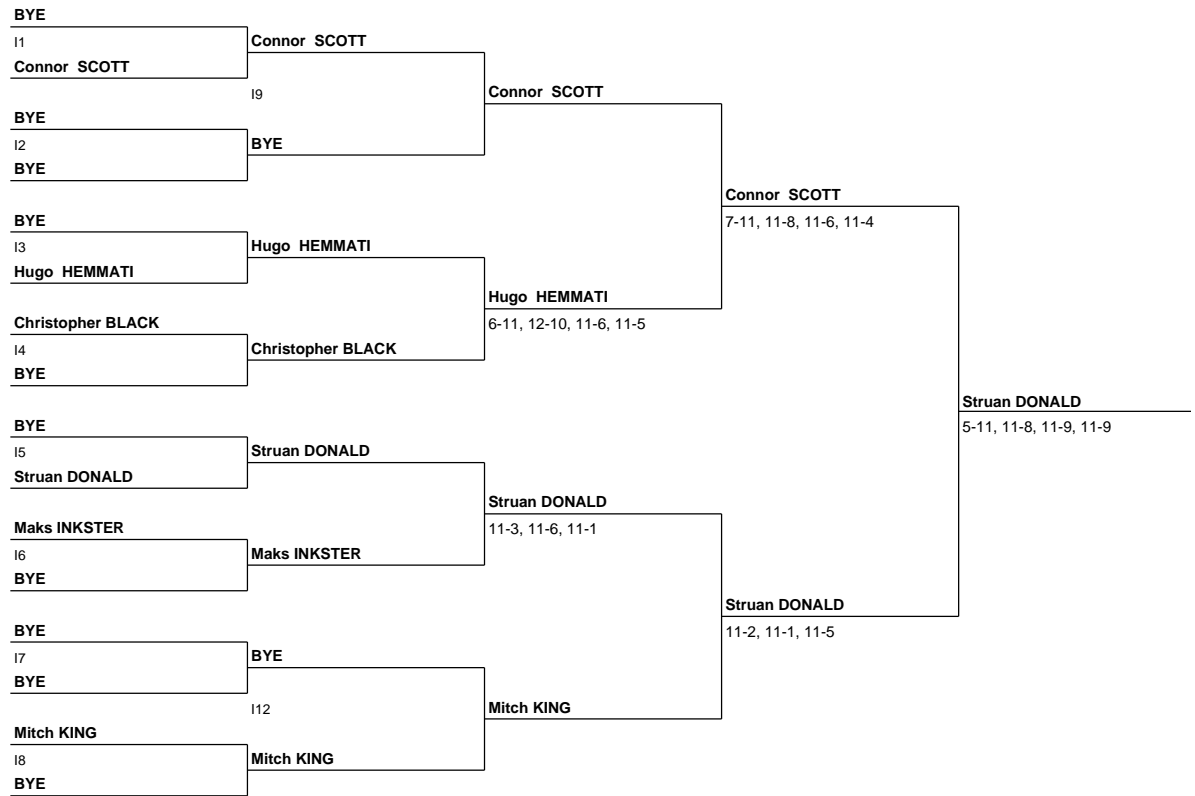 BYE
I1
Connor SCOTT
Connor SCOTT
I9
Connor SCOTT
BYE
I2
BYE
BYE
Connor SCOTT
7-11, 11-8, 11-6, 11-4
BYE
I3
Hugo HEMMATI
Hugo HEMMATI
Hugo HEMMATI
6-11, 12-10, 11-6, 11-5
Christopher BLACK
I4
Christopher BLACK
BYE
Struan DONALD
5-11, 11-8, 11-9, 11-9
BYE
I5
Struan DONALD
Struan DONALD
Struan DONALD
11-3, 11-6, 11-1
Maks INKSTER
I6
Maks INKSTER
BYE
Struan DONALD
11-2, 11-1, 11-5
BYE
I7
BYE
BYE
I12
Mitch KING
Mitch KING
I8
Mitch KING
BYE